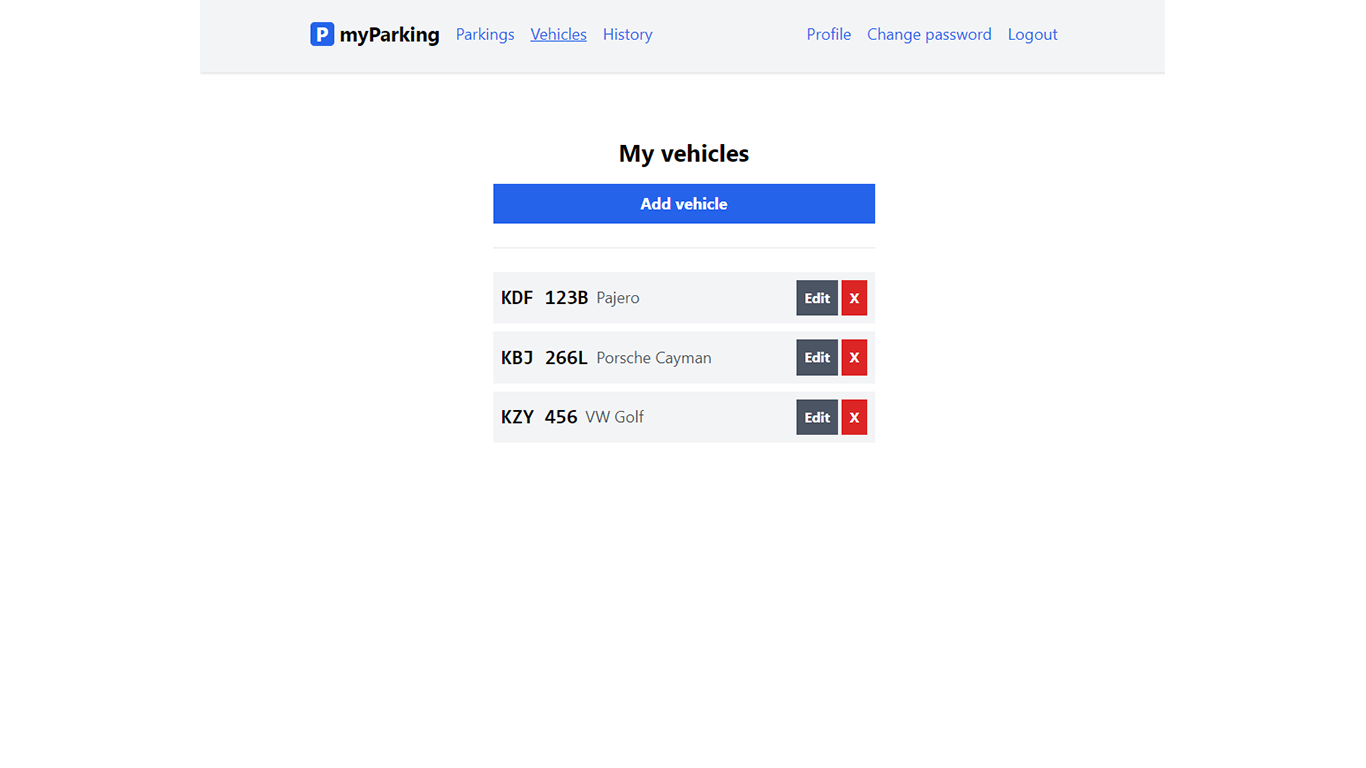 P myParking Parkings Vehicles History Profile Change password Logout
My vehicles
Add vehicle
KDF 123B Pajero Edit X
KBJ 266L Porsche Cayman Edit X
KZY 456 VW Golf Edit X